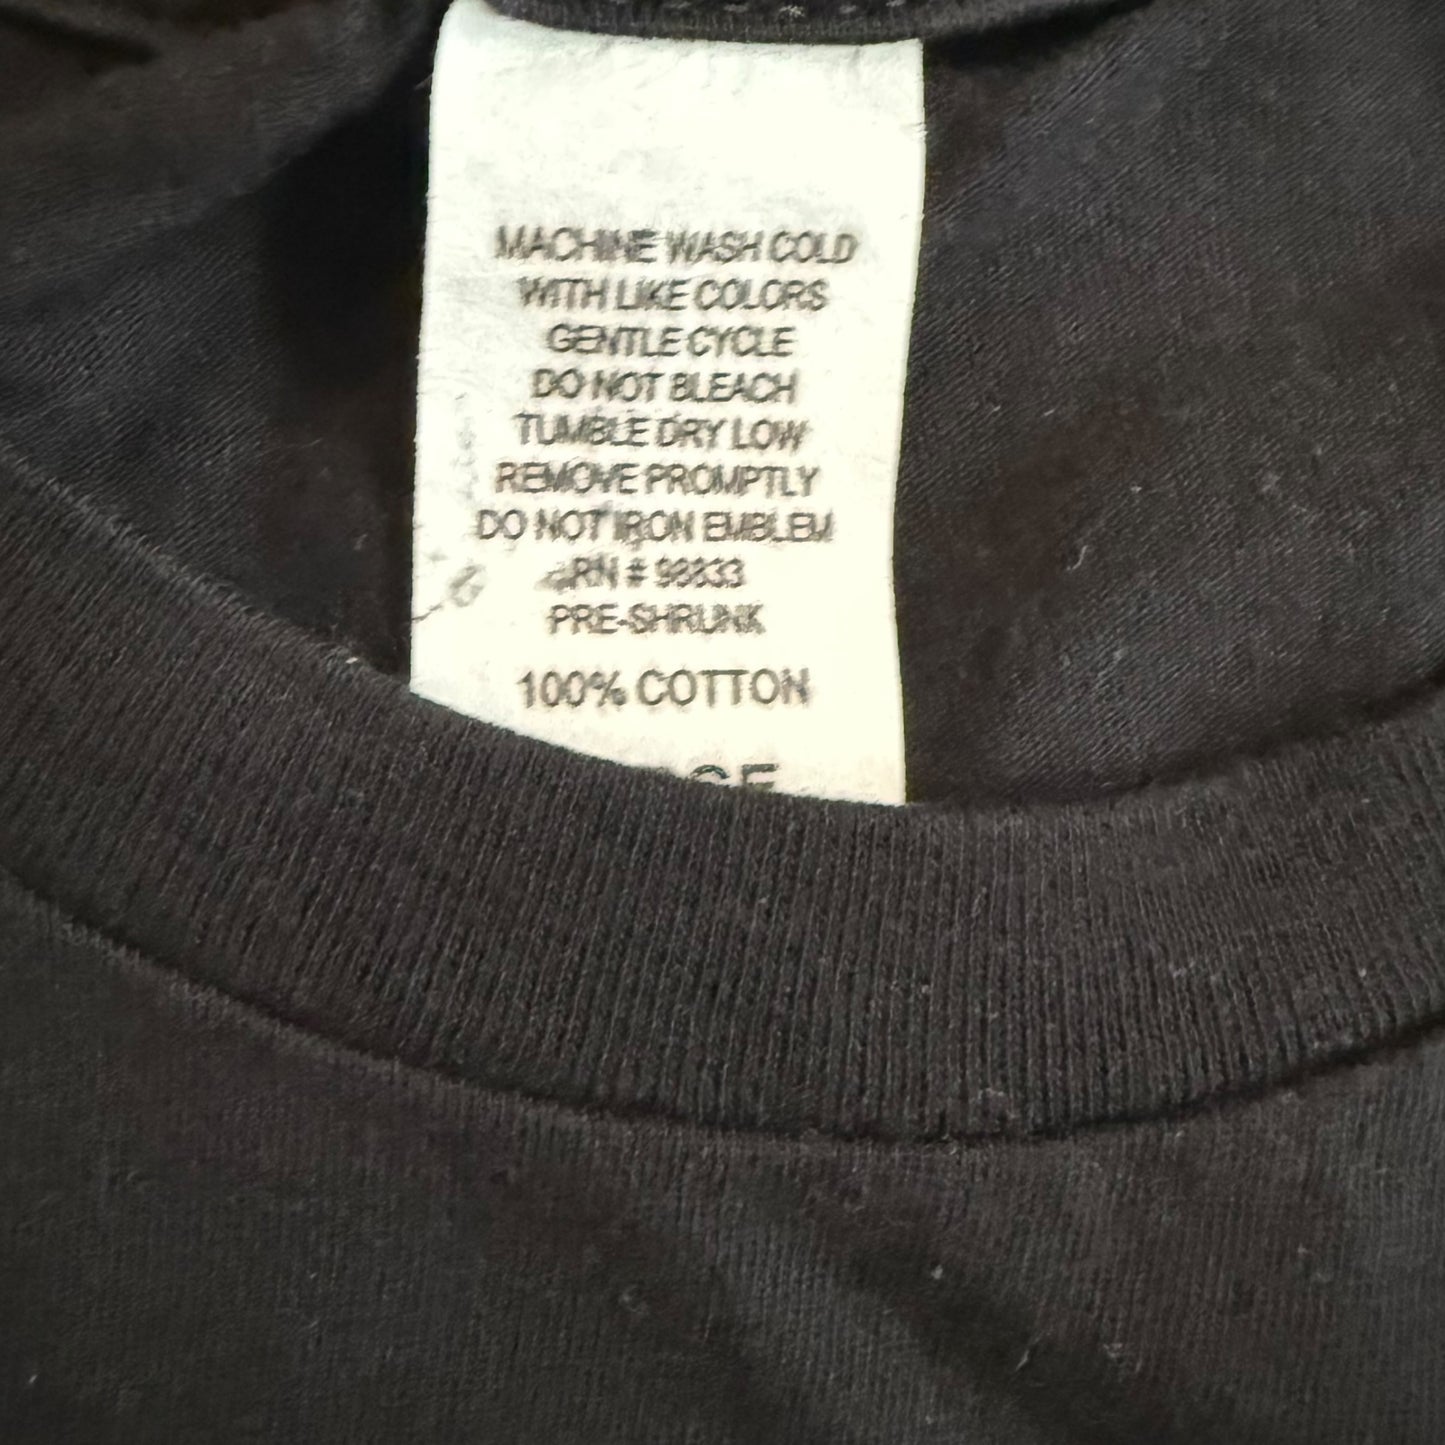 MACHINE WASH COLD
WITH LIKE COLORS
GENTLE CYCLE
DO NOT BLEACH
TUMBLE DRY LOW
REMOVE PROMPTLY
DO NOT IRON EMBLEM
RN # 98833
PRE-SHRUNK
100% COTTON